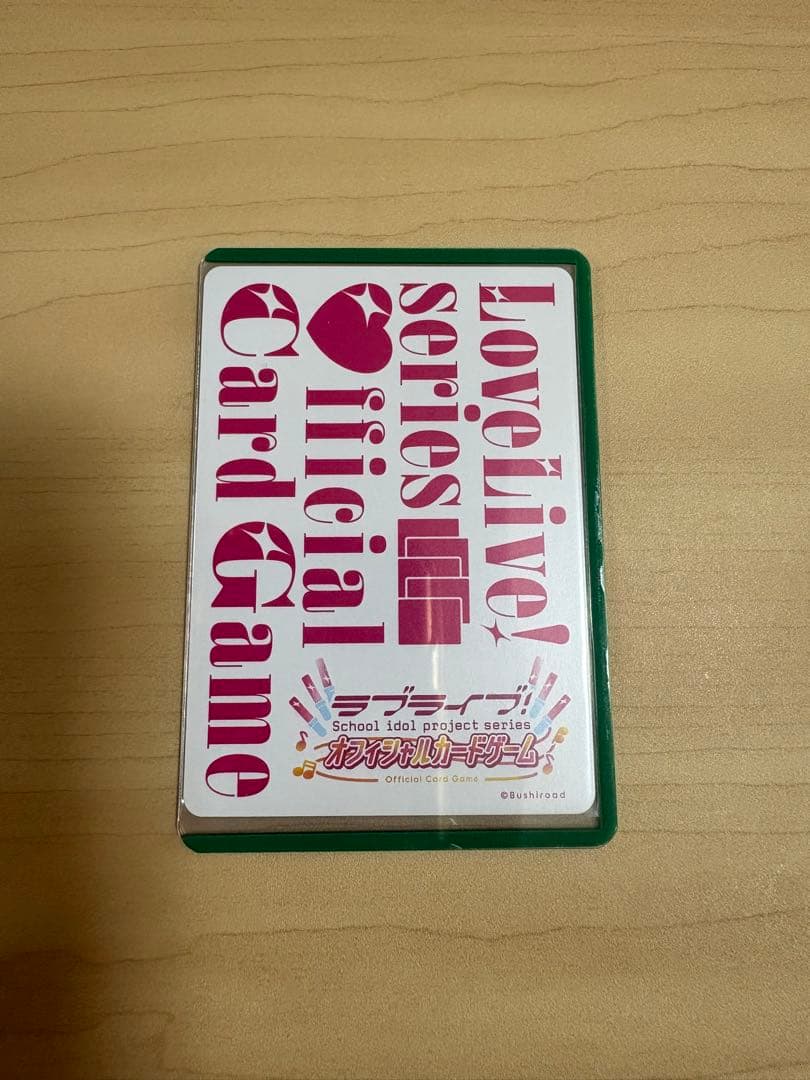 LoveLive!
series
♥fficial
Card Game
ラブライブ!
School idol project series
オフィシャルカードゲーム
Official Card Game
©Bushiroad